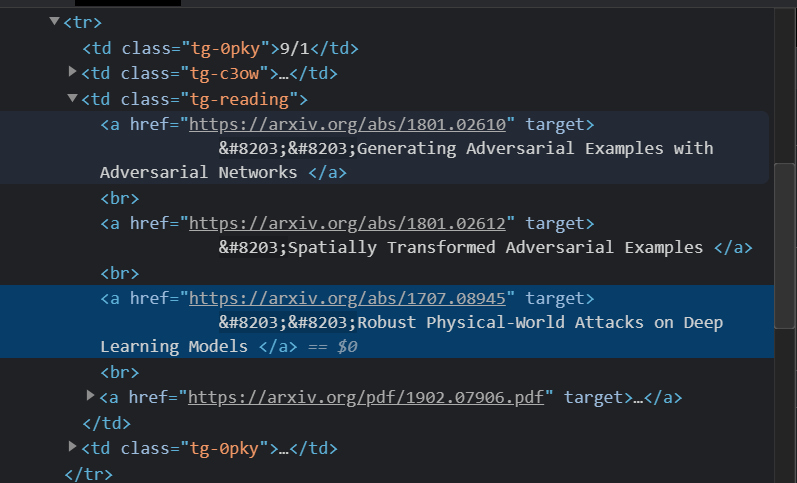 <tr>
<td class="tg-0pky">9/1</td>
<td class="tg-c3ow">…</td>
<td class="tg-reading">
<a href="https://arxiv.org/abs/1801.02610" target>
&#8203;&#8203;Generating Adversarial Examples with
Adversarial Networks </a>
<br>
<a href="https://arxiv.org/abs/1801.02612" target>
&#8203;Spatially Transformed Adversarial Examples </a>
<br>
<a href="https://arxiv.org/abs/1707.08945" target>
&#8203;&#8203;Robust Physical-World Attacks on Deep
Learning Models </a> == $0
<br>
<a href="https://arxiv.org/pdf/1902.07906.pdf" target>…</a>
</td>
<td class="tg-0pky">…</td>
</tr>